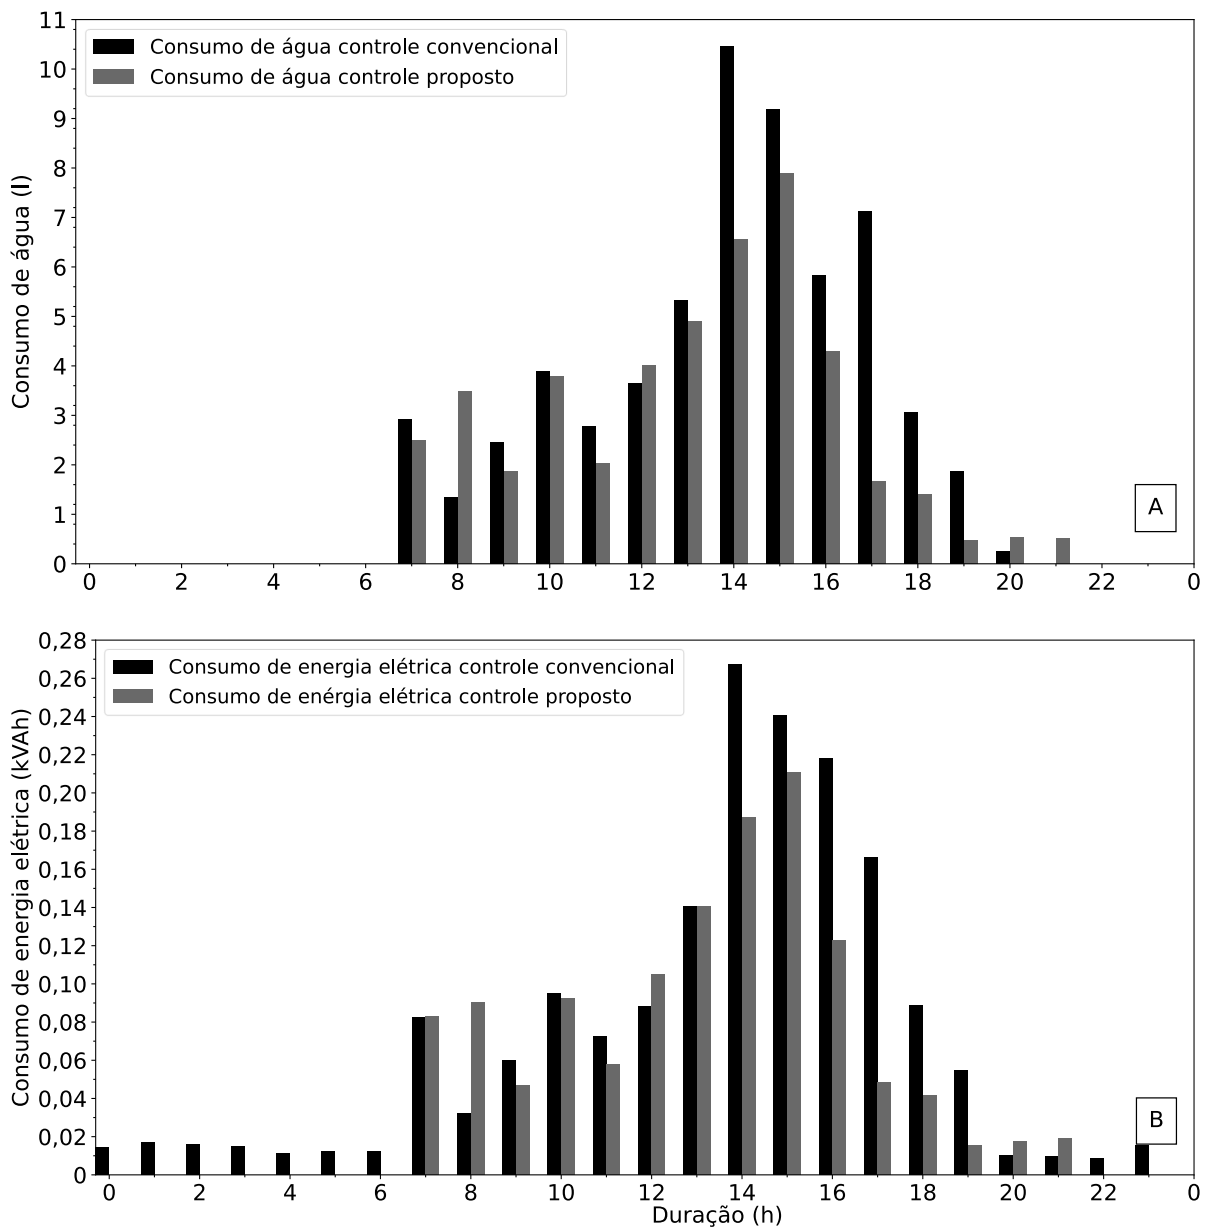 11
10
9
8
7
6
5
4
3
2
1
0
Consumo de água (l)
Consumo de água controle convencional
Consumo de água controle proposto
A
0 2 4 6 8 10 12 14 16 18 20 22 0
0,28
0,26
0,24
0,22
0,20
0,18
0,16
0,14
0,12
0,10
0,08
0,06
0,04
0,02
0
Consumo de energia elétrica (kVAh)
Consumo de energia elétrica controle convencional
Consumo de enérgia elétrica controle proposto
B
0 2 4 6 8 10 12 14 16 18 20 22 0
Duração (h)